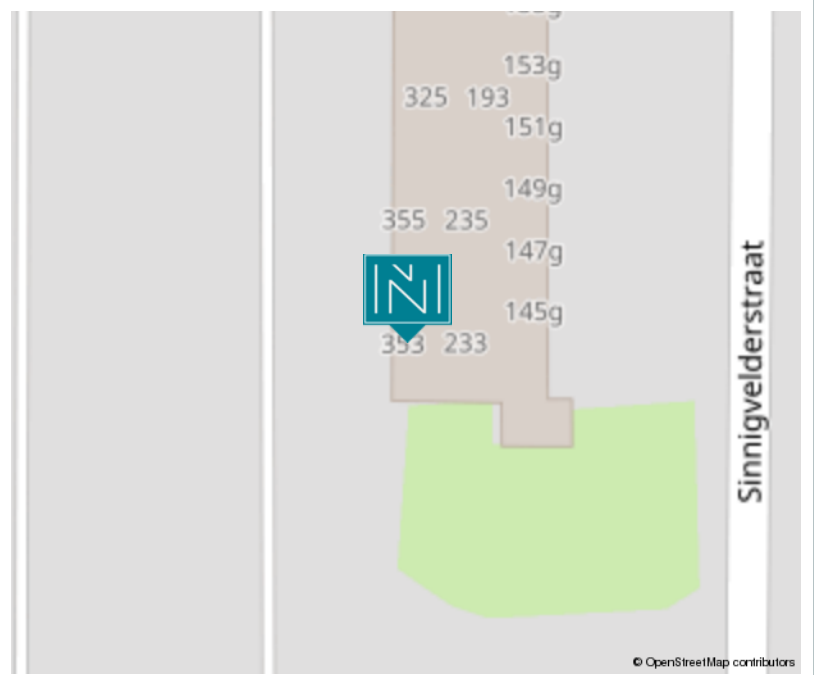 153g
325 193
151g
149g
355 235
147g
N
145g
353 233
Sinnigvelderstraat
© OpenStreetMap contributors